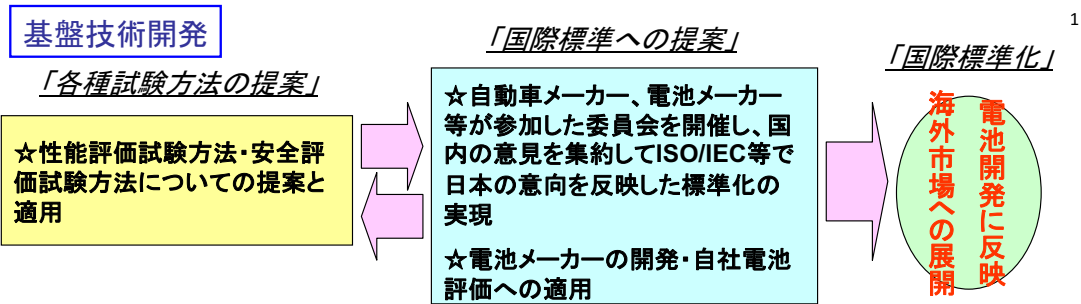 基盤技術開発
「各種試験方法の提案」
☆性能評価試験方法・安全評
価試験方法についての提案と
適用
「国際標準への提案」
☆自動車メーカー、電池メーカー
等が参加した委員会を開催し、国
内の意見を集約してISO/IEC等で
日本の意向を反映した標準化の
実現
☆電池メーカーの開発・自社電池
評価への適用
1
「国際標準化」
電池開発に反映
海外市場への展開